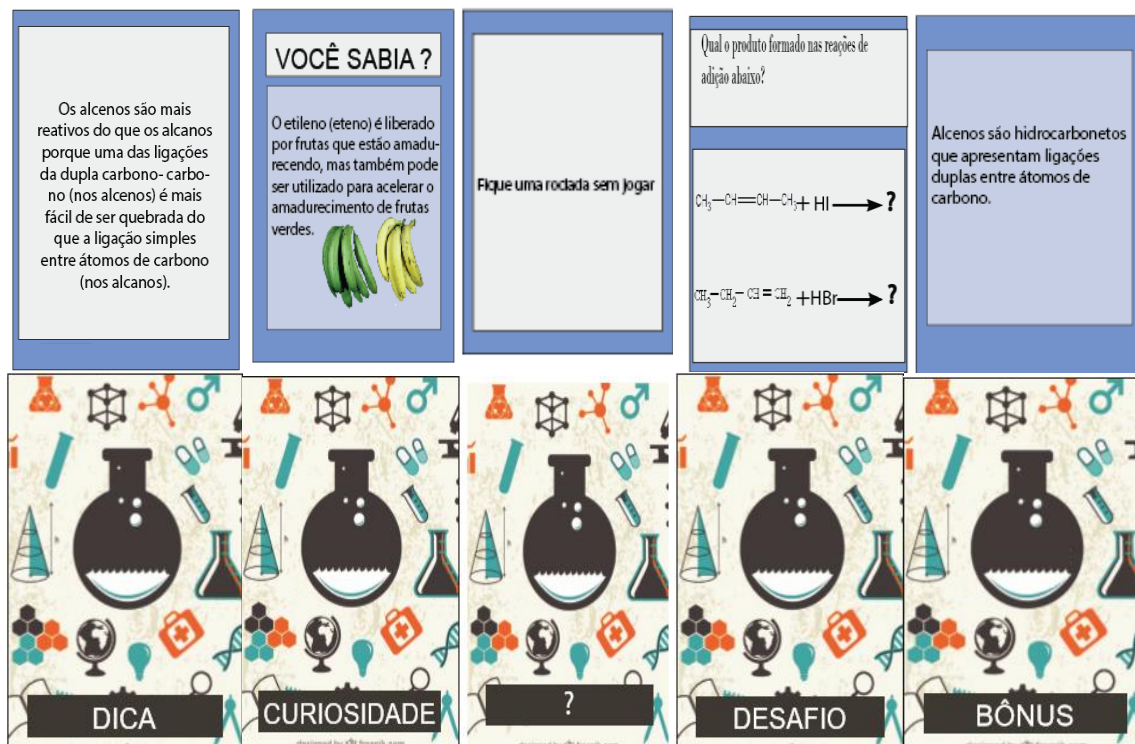 Os alcenos são mais
reativos do que os alcanos
porque uma das ligações
da dupla carbono- carbo-
no (nos alcenos) é mais
fácil de ser quebrada do
que a ligação simples
entre átomos de carbono
(nos alcanos).
VOCÊ SABIA ?
O etileno (eteno) é liberado
por frutas que estão amadu-
recendo, mas também pode
ser utilizado para acelerar o
amadurecimento de frutas
verdes.
Fique uma rodada sem jogar
Qual o produto formado nas reações de
adição abaixo?
CH₃—CH=CH—CH₃+ HI ⟶ ?
CH₃—CH₂—CH=CH₂ +HBr ⟶ ?
Alcenos são hidrocarbonetos
que apresentam ligações
duplas entre átomos de
carbono.
DICA
CURIOSIDADE
?
DESAFIO
BÔNUS